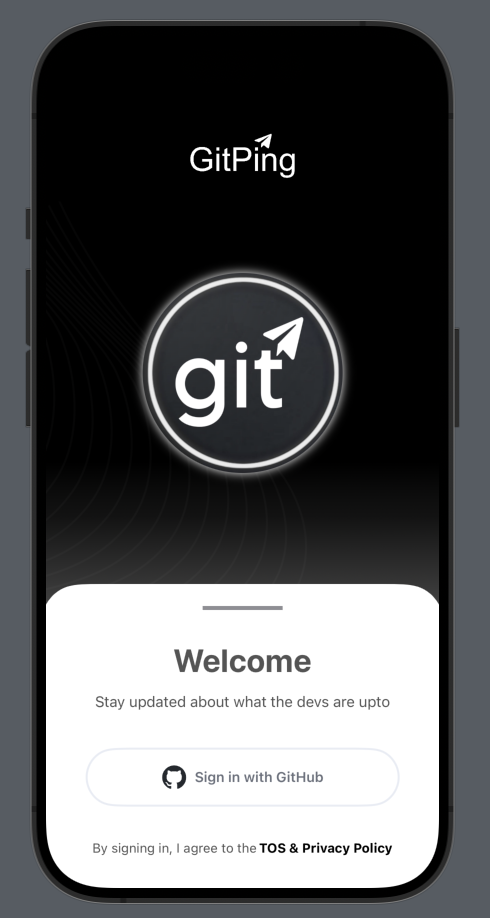 GitPing
git
Welcome
Stay updated about what the devs are upto
Sign in with GitHub
By signing in, I agree to the TOS & Privacy Policy